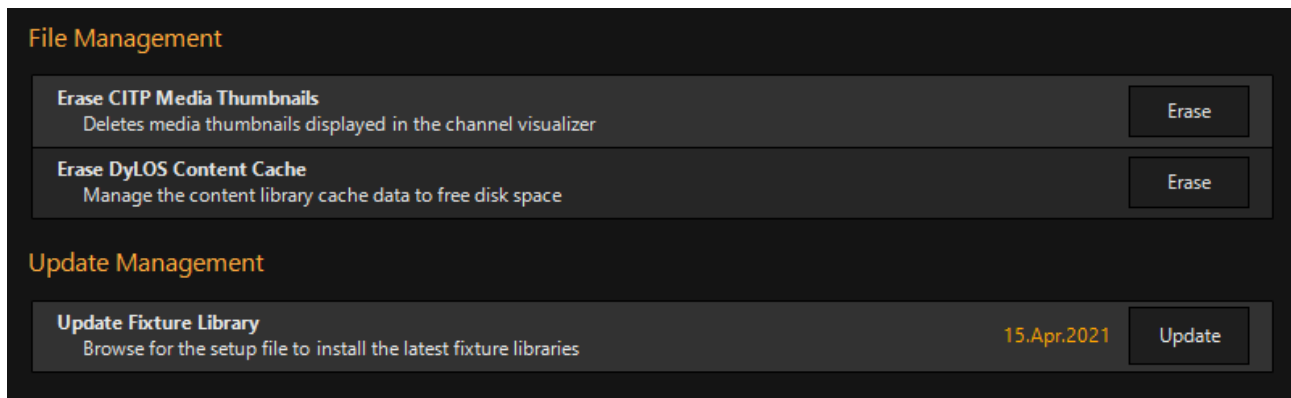 File Management
Erase CITP Media Thumbnails
Deletes media thumbnails displayed in the channel visualizer
Erase
Erase DyLOS Content Cache
Manage the content library cache data to free disk space
Erase
Update Management
Update Fixture Library
Browse for the setup file to install the latest fixture libraries
15.Apr.2021
Update